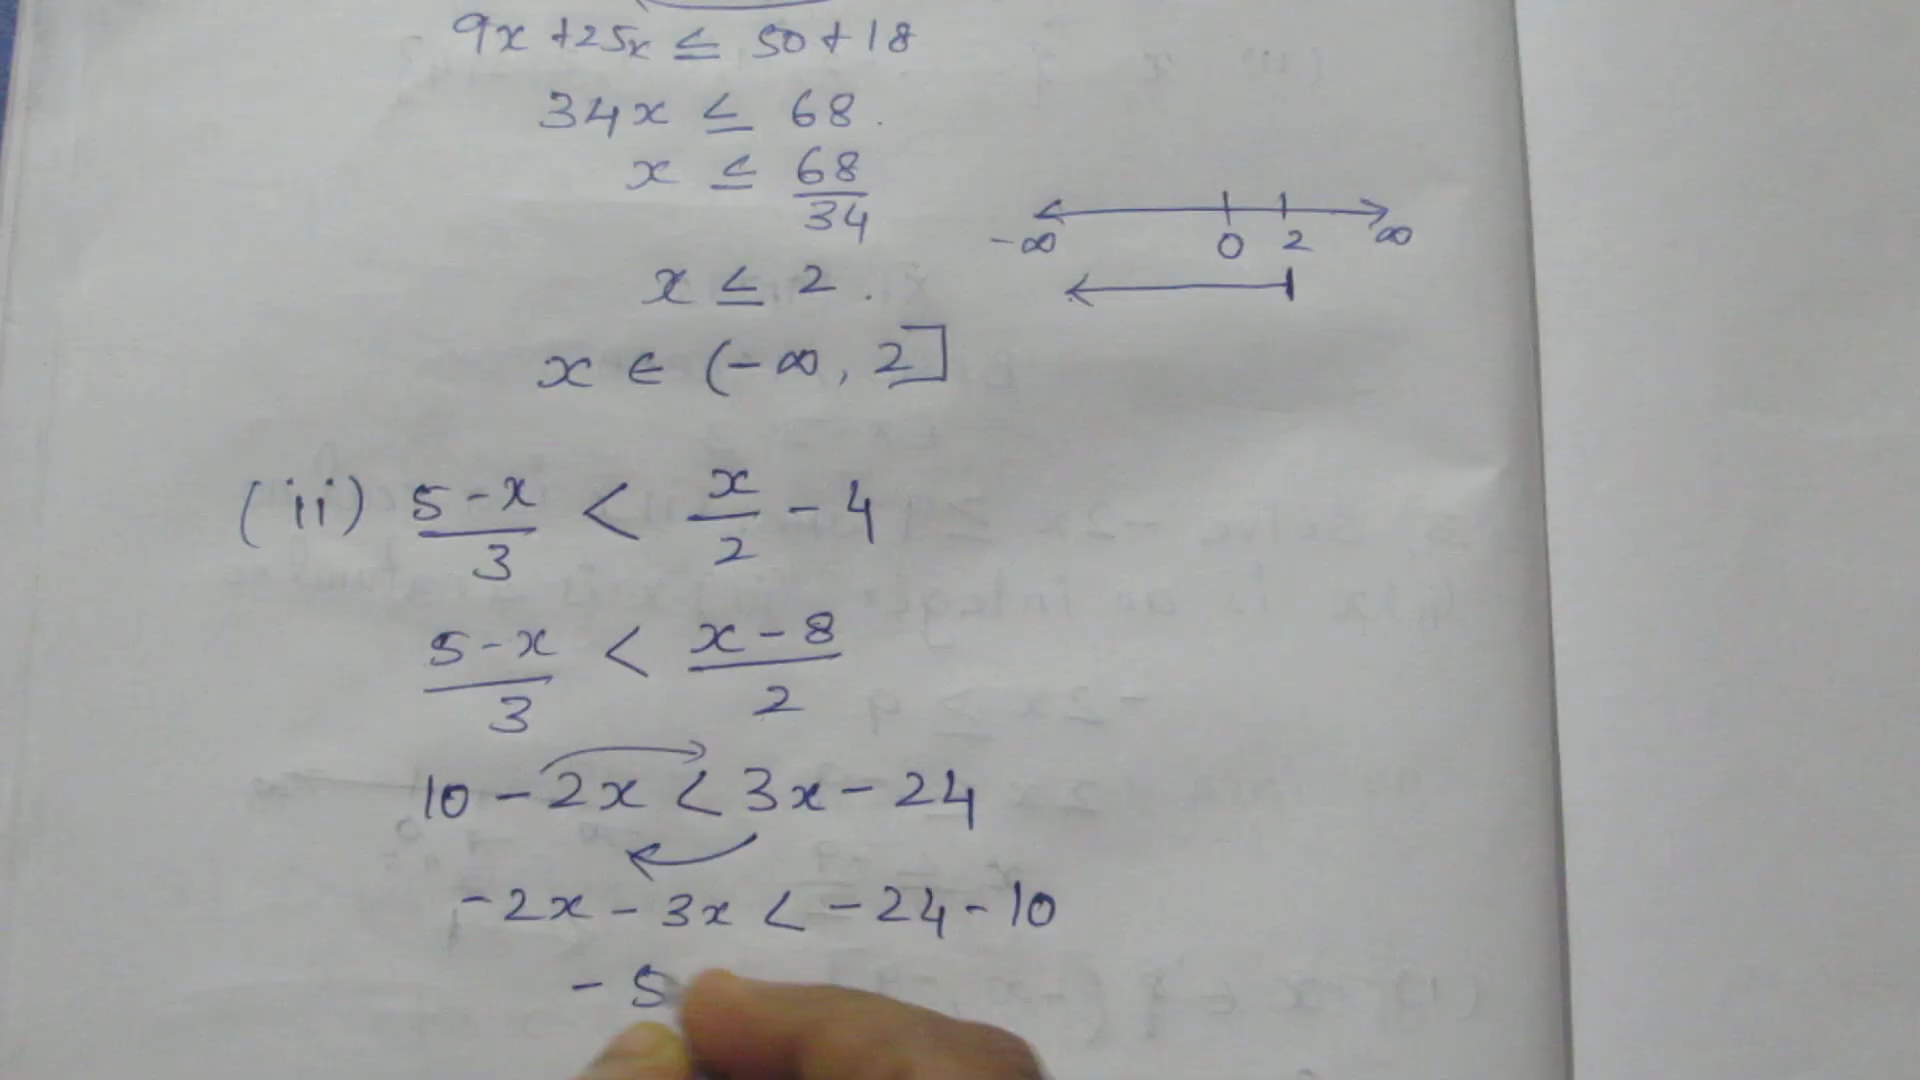 9x + 25x ≤ 50 + 18
34x ≤ 68.
x ≤ 68/34
-∞ 0 2 ∞
x ≤ 2.
x ∈ (-∞, 2]
(ii) 5-x/3 < x/2 - 4
5-x/3 < x-8/2
10 - 2x < 3x - 24
-2x - 3x < -24 - 10
- 5